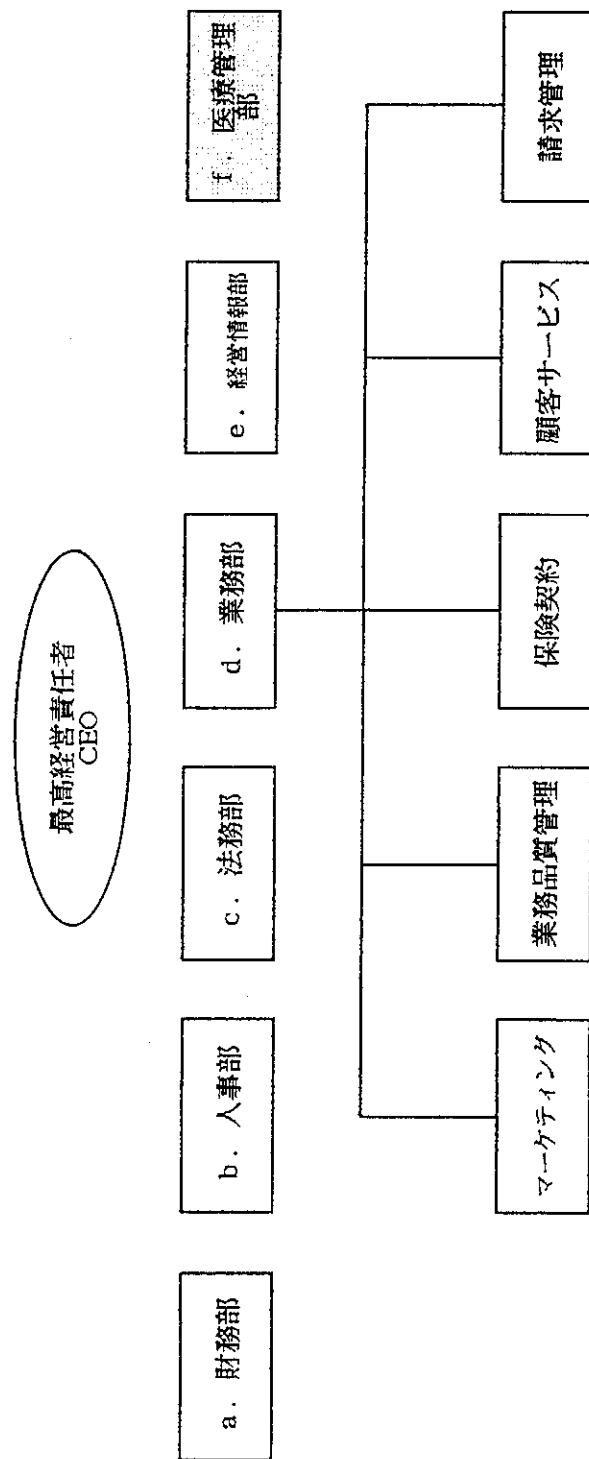 最高経営責任者
CEO
a. 財務部
b. 人事部
c. 法務部
d. 業務部
e. 経営情報部
f. 医療管理
部
マーケティング
業務品質管理
保険契約
顧客サービス
請求管理